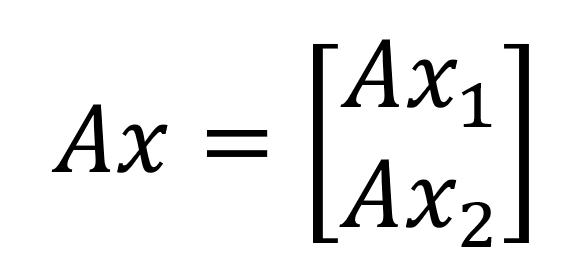 Ax = [Ax₁
Ax₂]